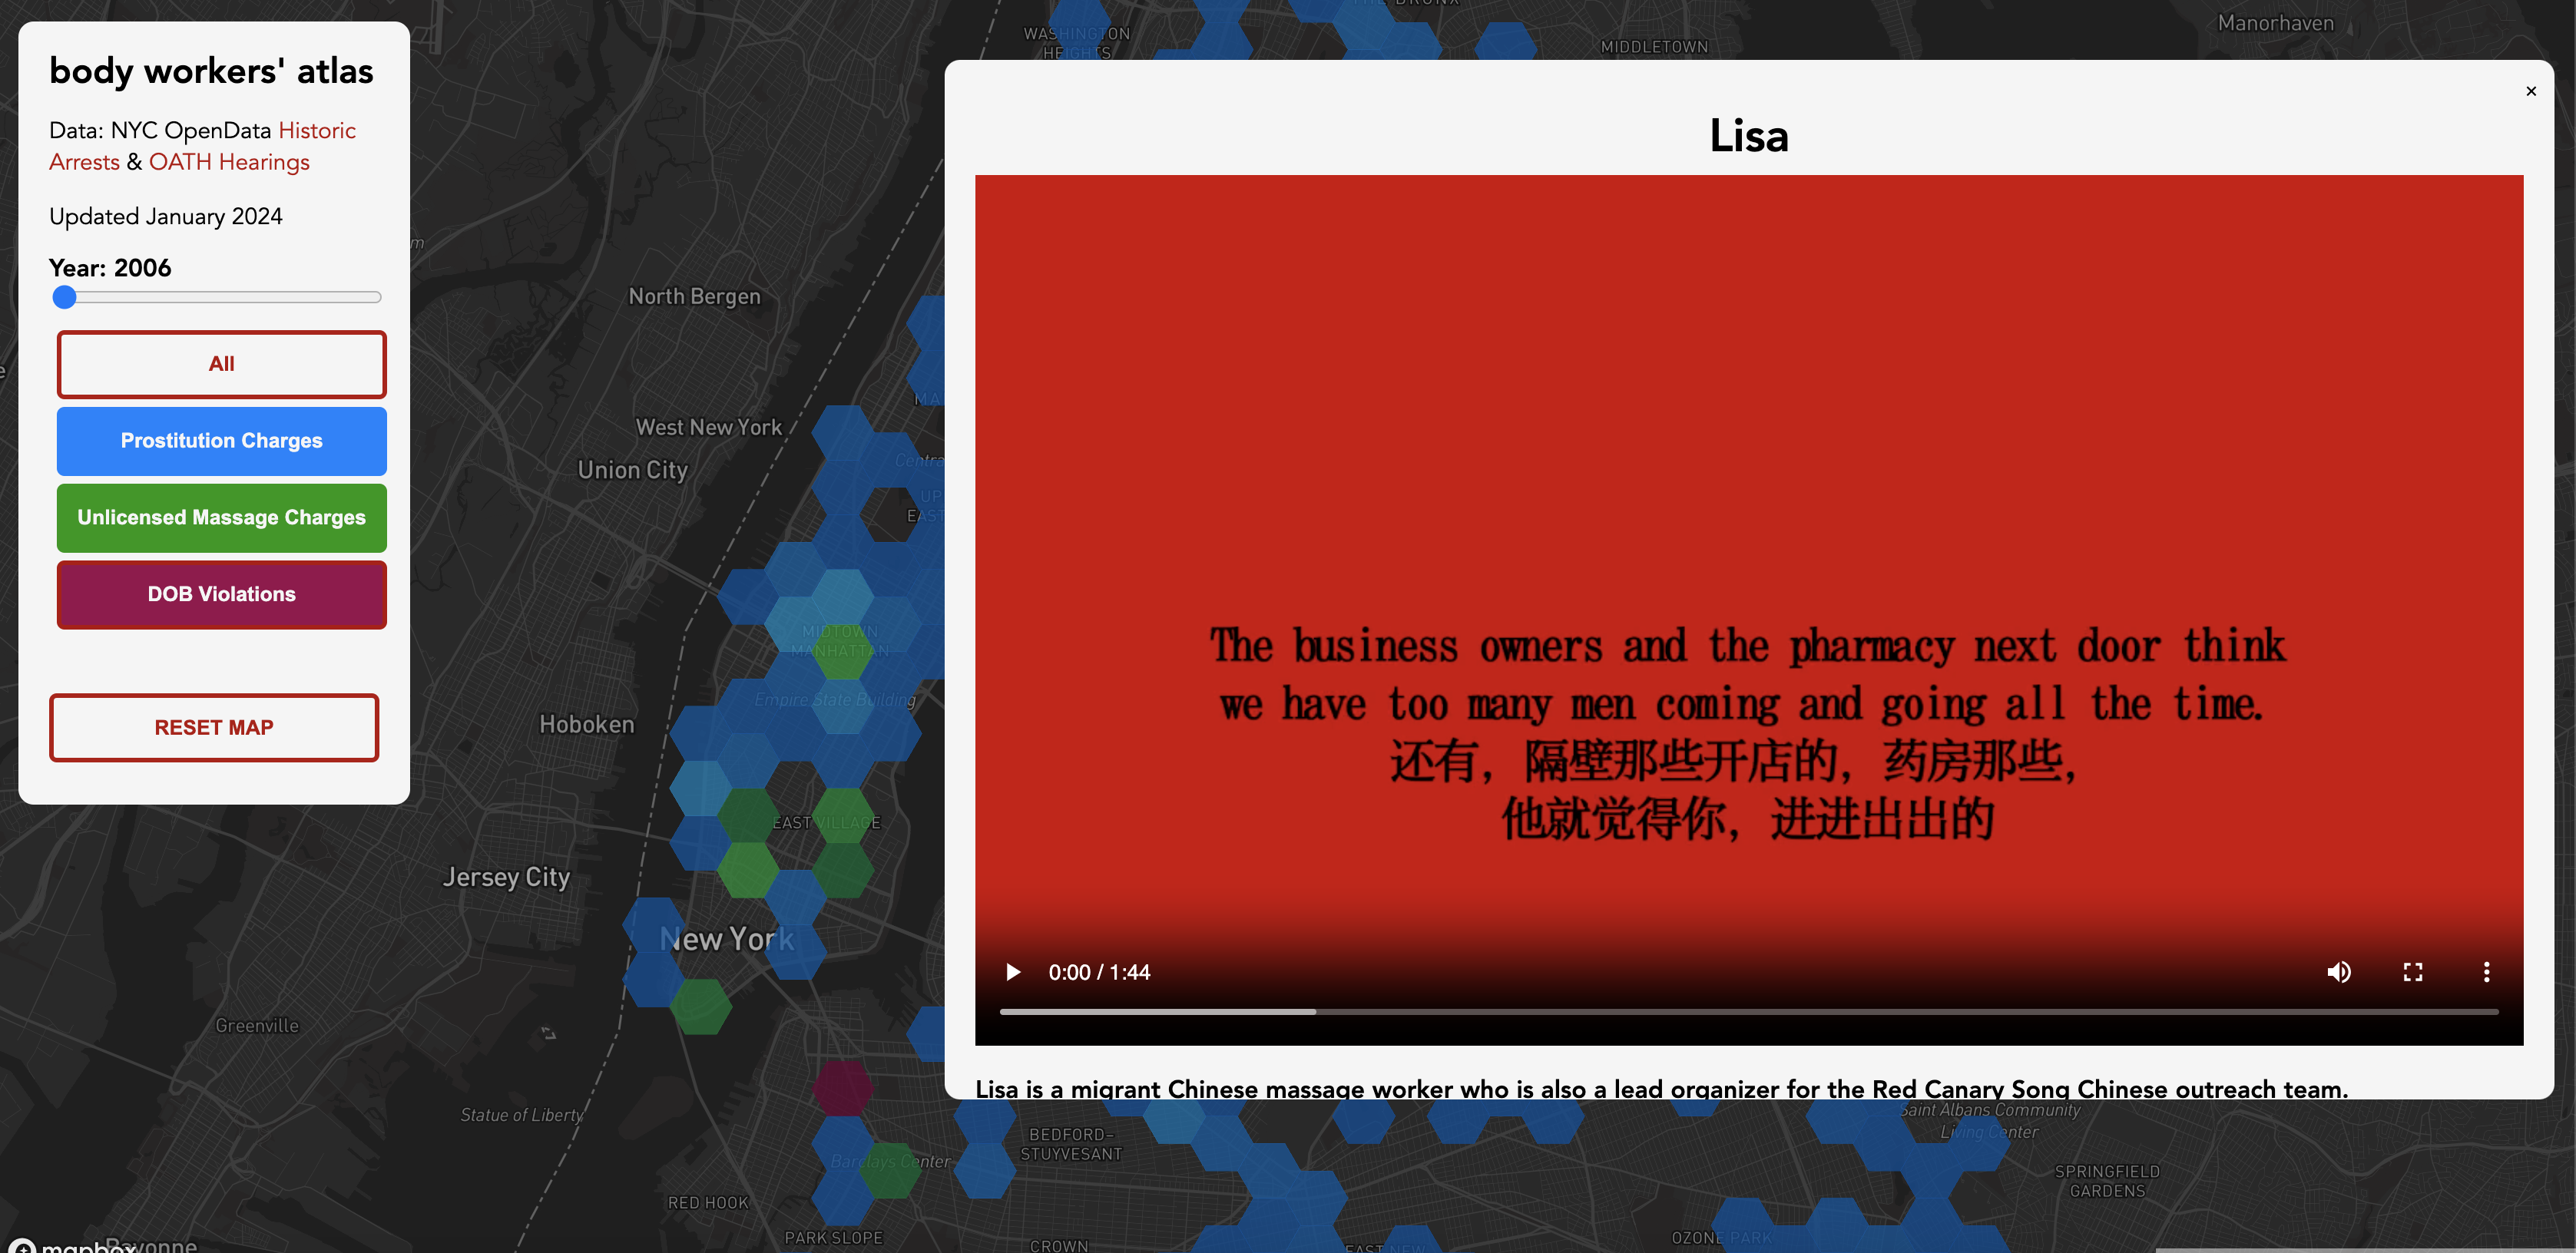 body workers' atlas
Data: NYC OpenData Historic
Arrests & OATH Hearings
Updated January 2024
Year: 2006
All
Prostitution Charges
Unlicensed Massage Charges
DOB Violations
RESET MAP
×
Lisa
The business owners and the pharmacy next door think
we have too many men coming and going all the time.
还有，隔壁那些开店的，药房那些，
他就觉得你，进进出出的
0:00 / 1:44
Lisa is a migrant Chinese massage worker who is also a lead organizer for the Red Canary Song Chinese outreach team.
WASHINGTON
HEIGHTS
THE BRONX
MIDDLETOWN
Manorhaven
North Bergen
West New York
Union City
UP
EAST
MIDTOWN
MANHATTAN
Empire State Building
Hoboken
EAST VILLAGE
Jersey City
New York
Greenville
Statue of Liberty
BEDFORD-
STUYVESANT
Barclays Center
RED HOOK
PARK SLOPE
CROWN
EAST NEW
OZONE PARK
Saint Albans Community
Living Center
SPRINGFIELD
GARDENS
mapbox
Bayonne